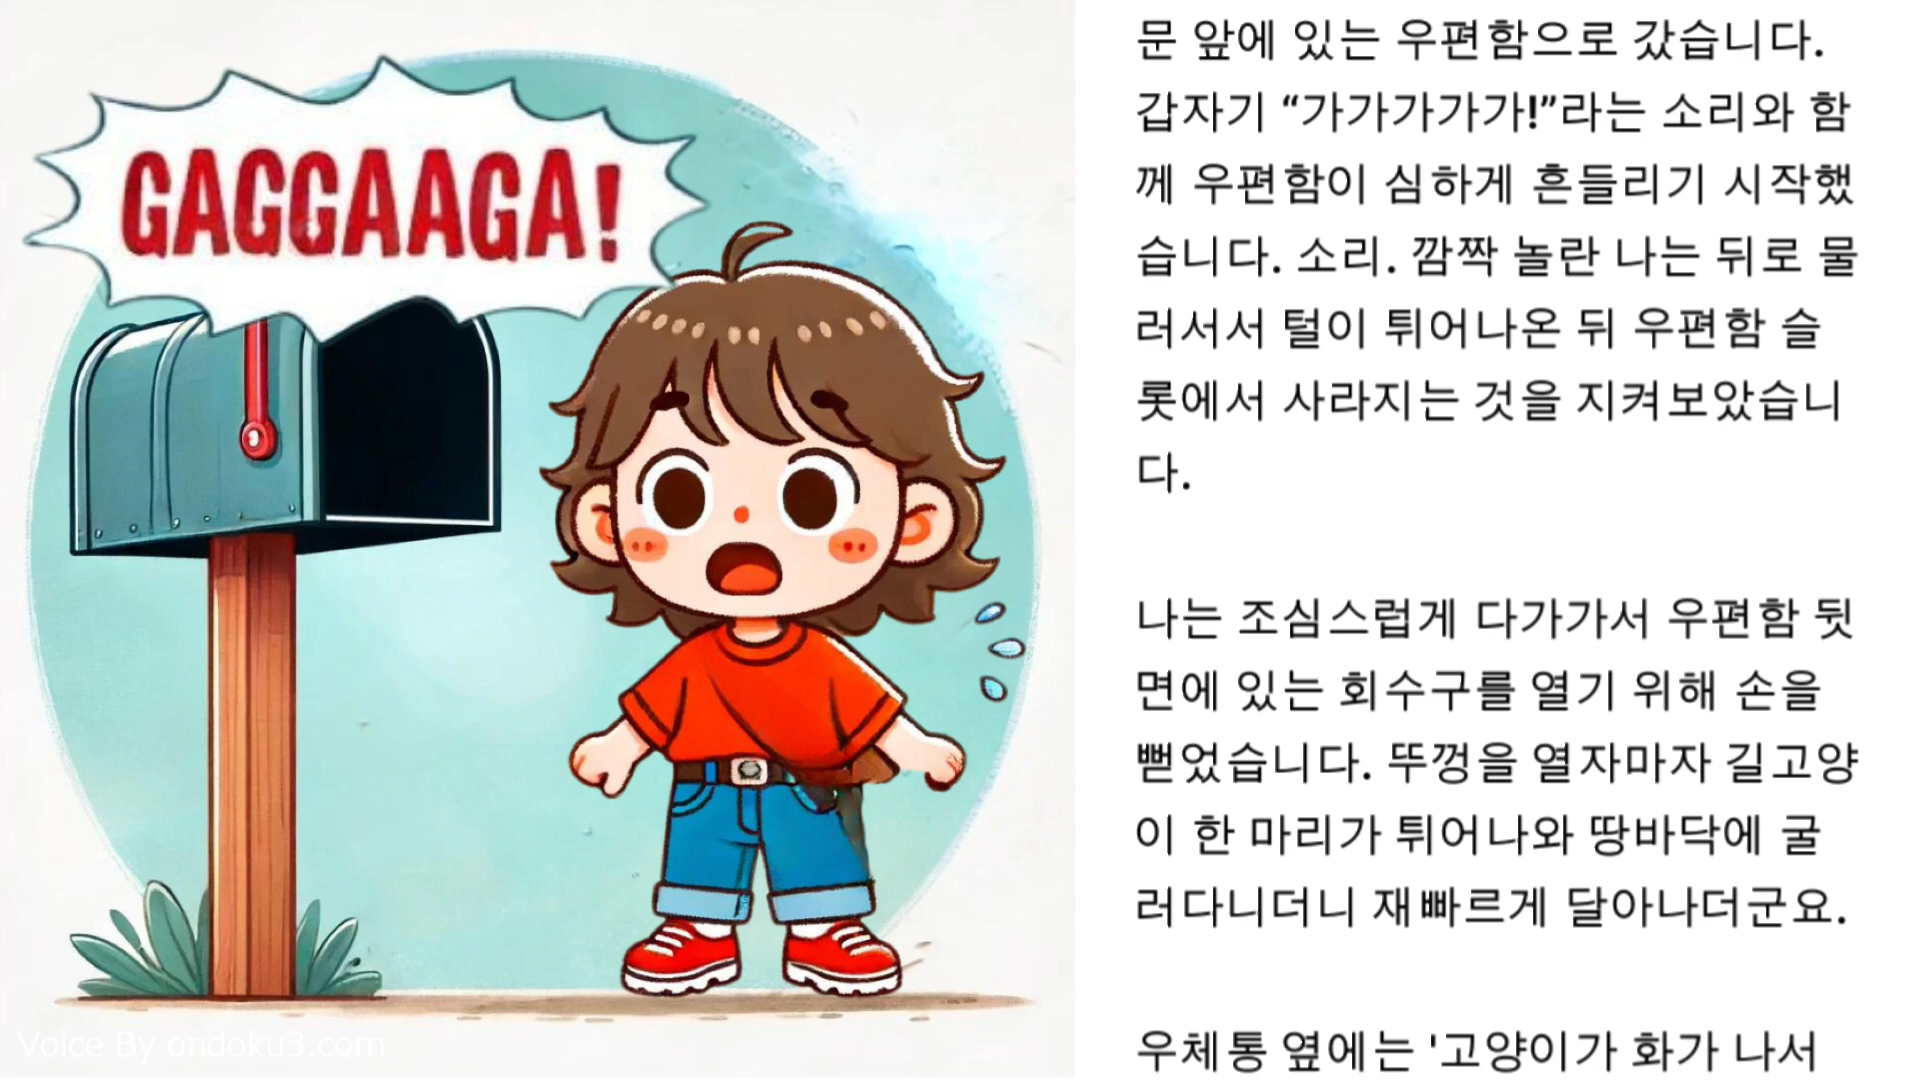 GAGGAAGA!
Voice By ondoku3.com
문 앞에 있는 우편함으로 갔습니다.
갑자기 “가가가가가!”라는 소리와 함
께 우편함이 심하게 흔들리기 시작했
습니다. 소리. 깜짝 놀란 나는 뒤로 물
러서서 털이 튀어나온 뒤 우편함 슬
롯에서 사라지는 것을 지켜보았습니
다.
나는 조심스럽게 다가가서 우편함 뒷
면에 있는 회수구를 열기 위해 손을
뻗었습니다. 뚜껑을 열자마자 길고양
이 한 마리가 튀어나와 땅바닥에 굴
러다니더니 재빠르게 달아나더군요.
우체통 옆에는 '고양이가 화가 나서